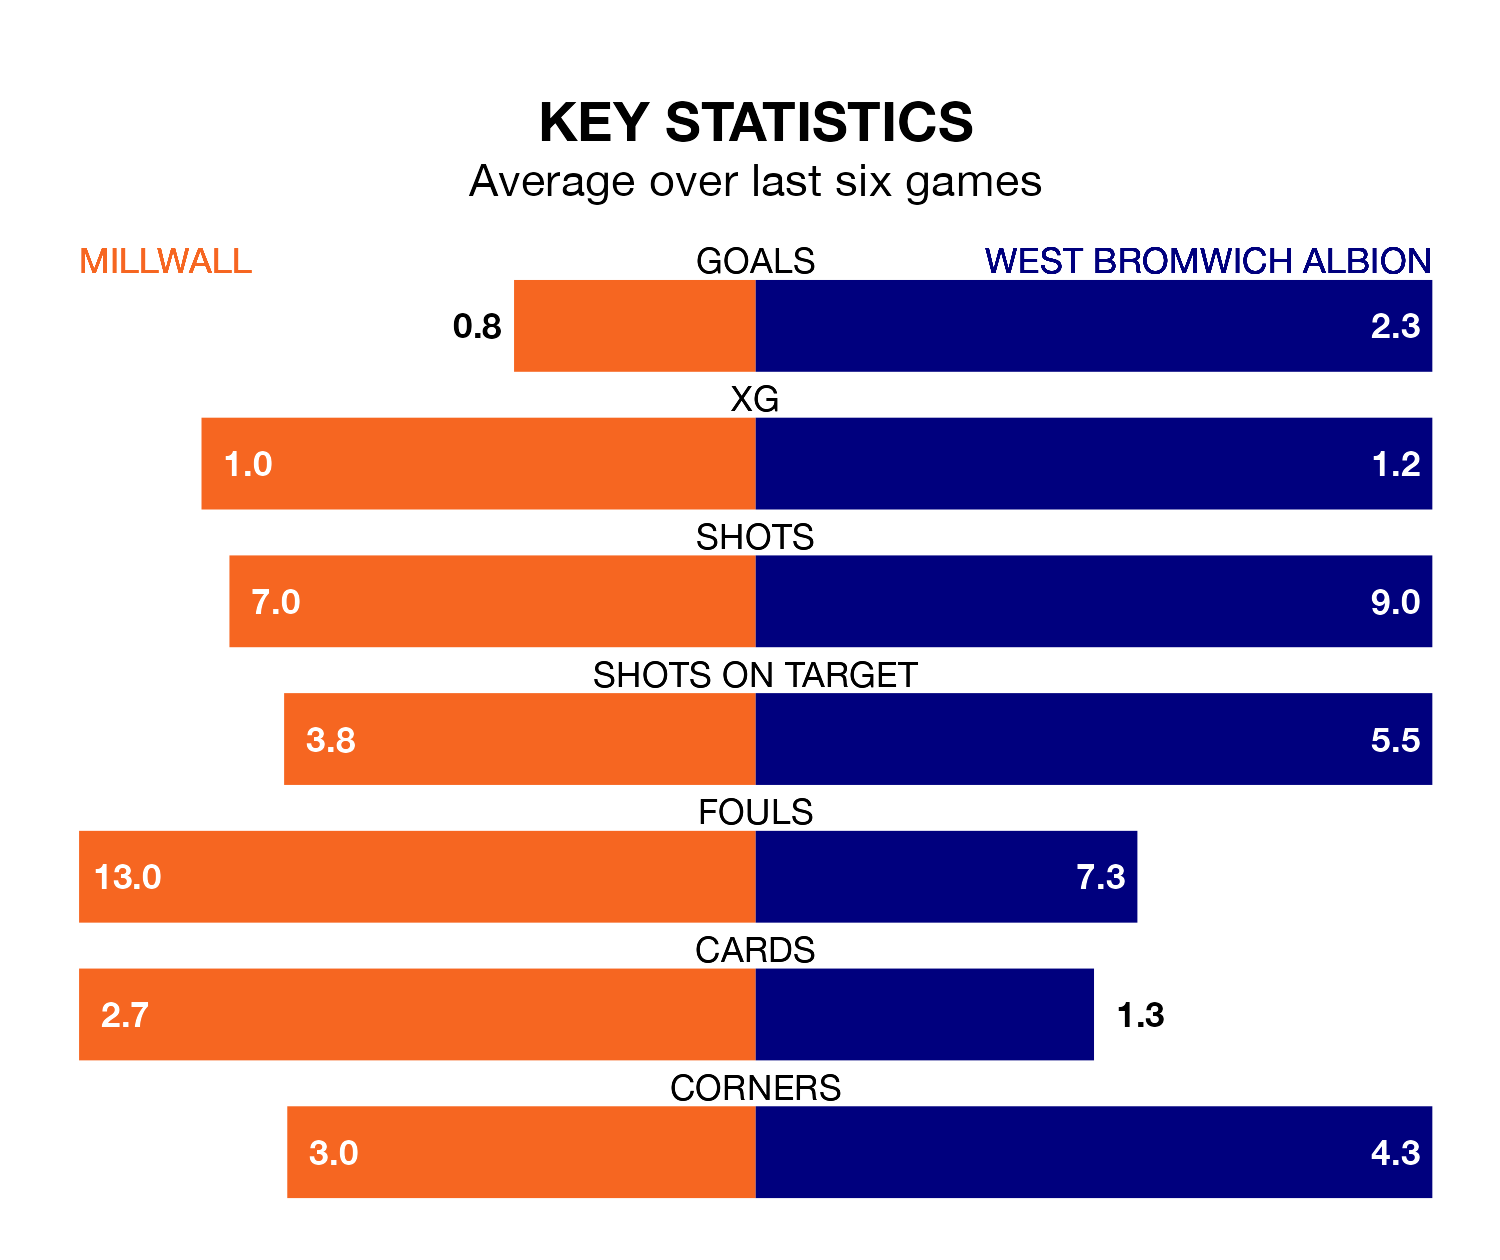 KEY STATISTICS
Average over last six games
MILLWALL GOALS WEST BROMWICH ALBION
0.8 2.3
XG
1.0 1.2
SHOTS
7.0 9.0
SHOTS ON TARGET
3.8 5.5
FOULS
13.0 7.3
CARDS
2.7 1.3
CORNERS
3.0 4.3